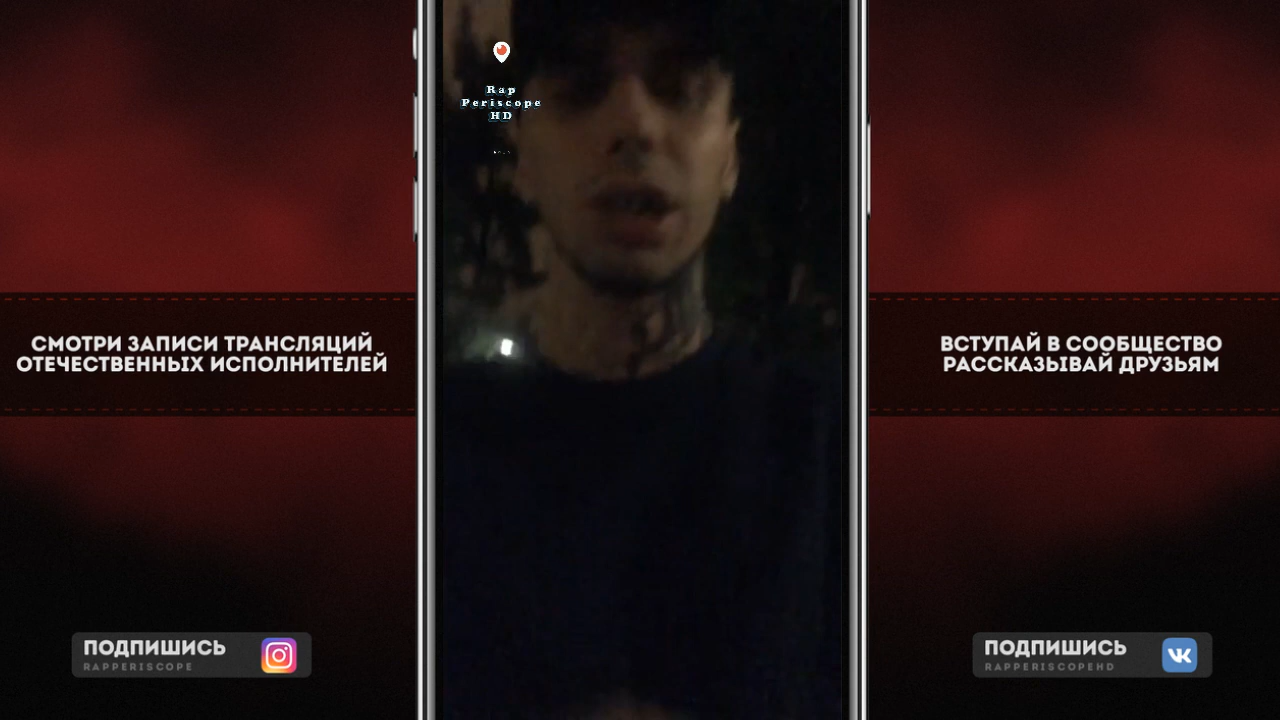 Rap
Periscope
HD
СМОТРИ ЗАПИСИ ТРАНСЛЯЦИЙ
ОТЕЧЕСТВЕННЫХ ИСПОЛНИТЕЛЕЙ
ВСТУПАЙ В СООБЩЕСТВО
РАССКАЗЫВАЙ ДРУЗЬЯМ
ПОДПИШИСЬ
RAPPERISCOPE
ПОДПИШИСЬ
RAPPERISCOPEHD